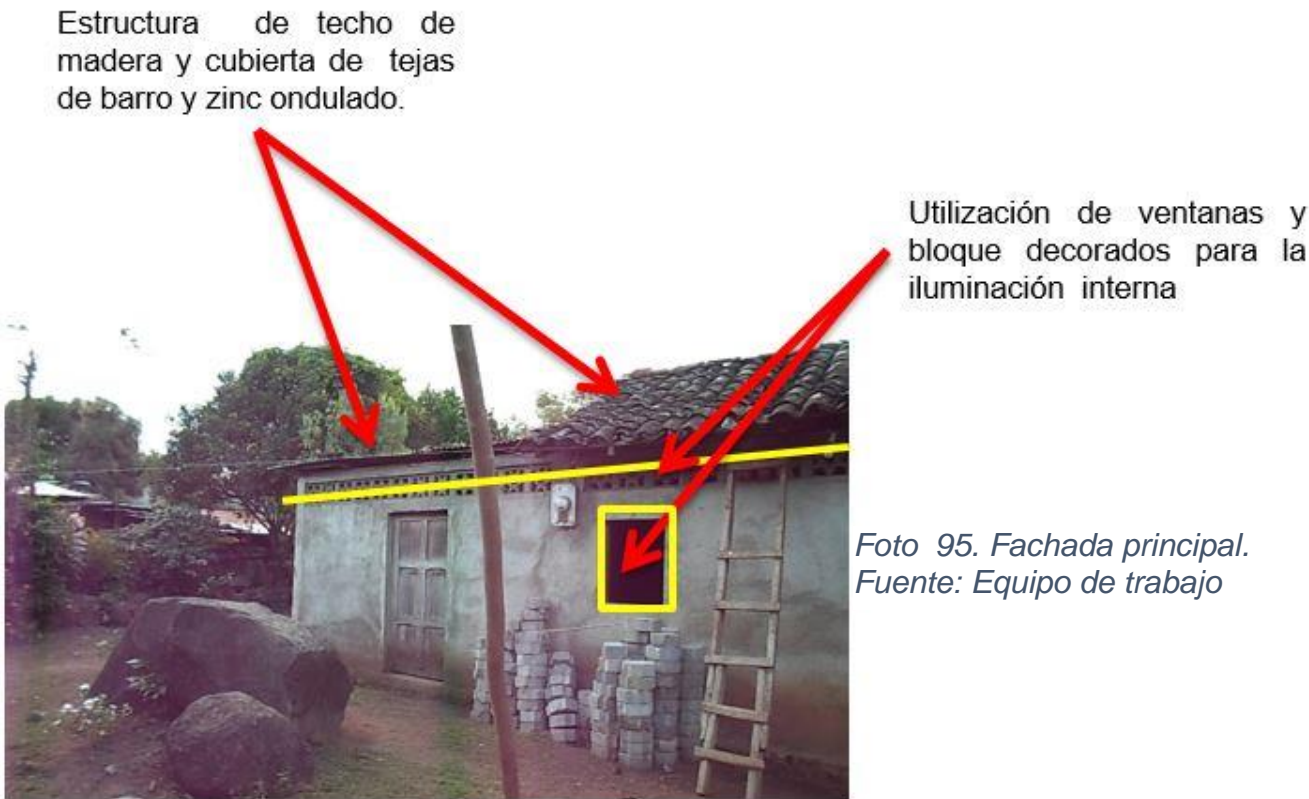 Estructura de techo de
madera y cubierta de tejas
de barro y zinc ondulado.
Utilización de ventanas y
bloque decorados para la
iluminación interna
Foto 95. Fachada principal.
Fuente: Equipo de trabajo